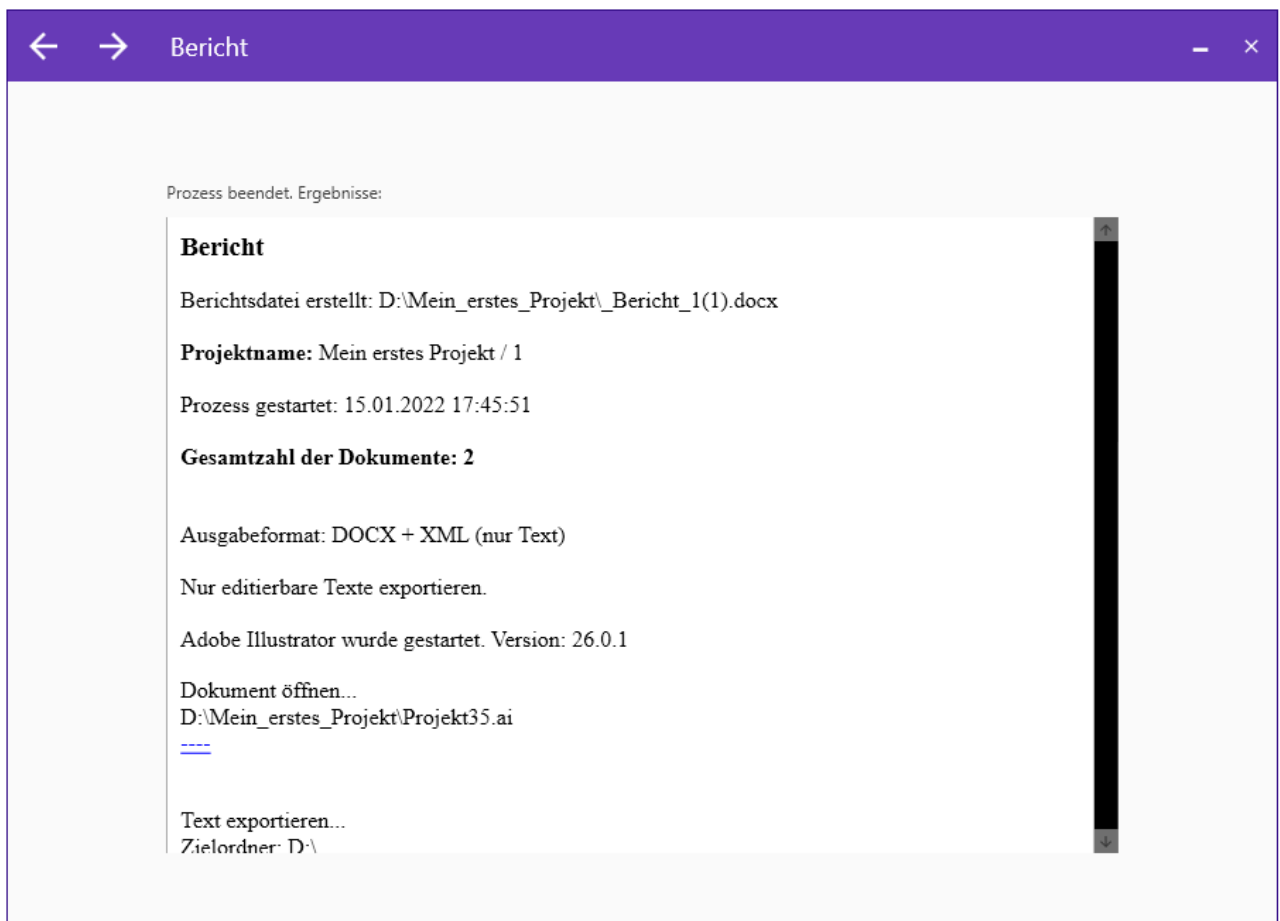 Bericht
Prozess beendet. Ergebnisse:
Bericht
Berichtsdatei erstellt: D:\Mein_erstes_Projekt\_Bericht_1(1).docx
Projektname: Mein erstes Projekt / 1
Prozess gestartet: 15.01.2022 17:45:51
Gesamtzahl der Dokumente: 2
Ausgabeformat: DOCX + XML (nur Text)
Nur editierbare Texte exportieren.
Adobe Illustrator wurde gestartet. Version: 26.0.1
Dokument öffnen...
D:\Mein_erstes_Projekt\Projekt35.ai
----
Text exportieren...
Zielordner: D:\